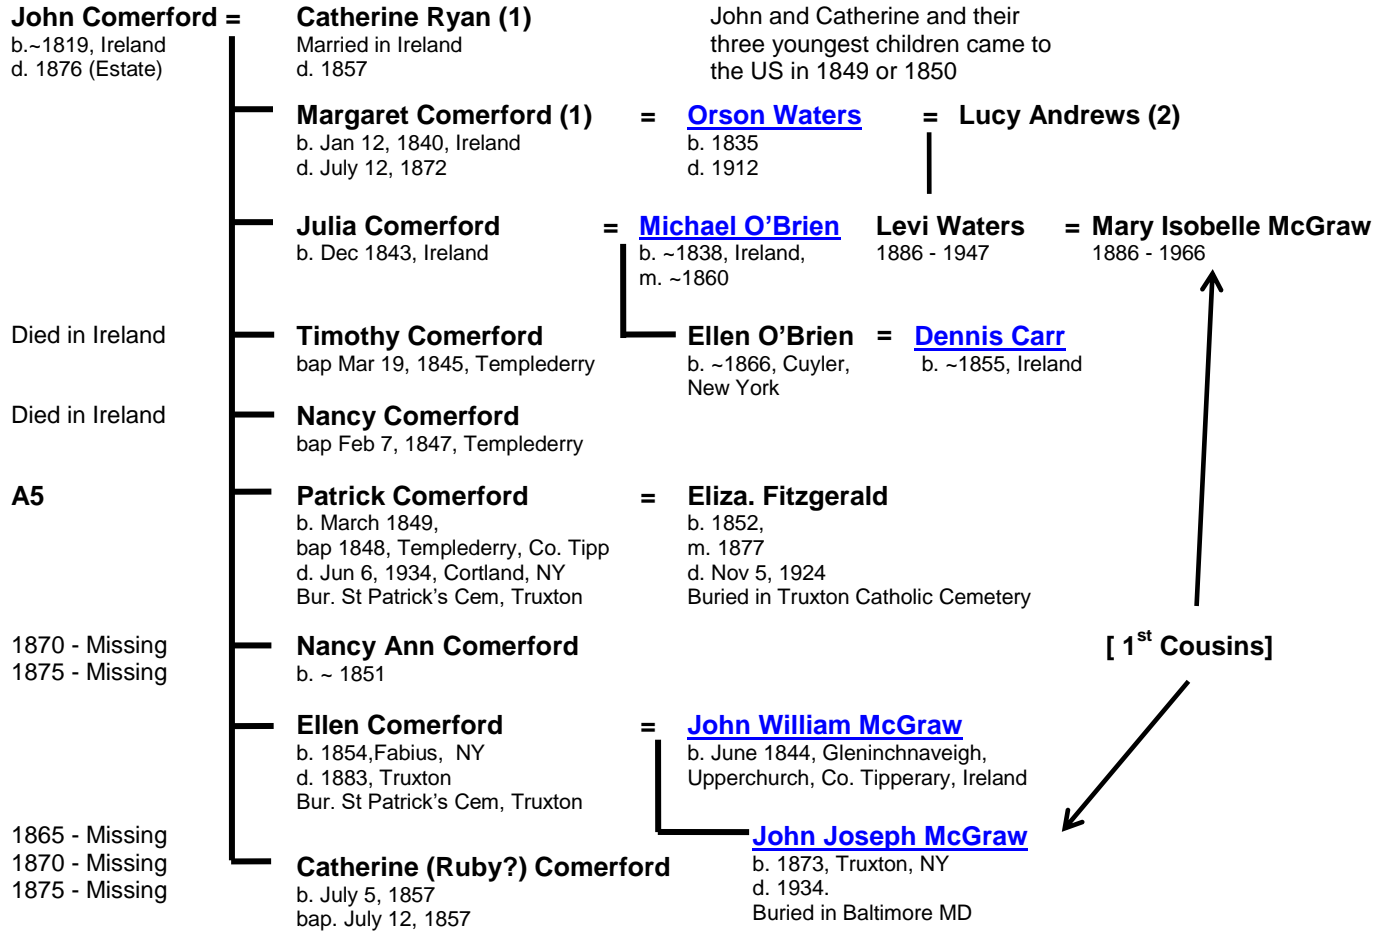 John Comerford =
b.~1819, Ireland
d. 1876 (Estate)
Catherine Ryan (1)
Married in Ireland
d. 1857
John and Catherine and their
three youngest children came to
the US in 1849 or 1850
Margaret Comerford (1) = Orson Waters = Lucy Andrews (2)
b. Jan 12, 1840, Ireland
d. July 12, 1872
b. 1835
d. 1912
Julia Comerford = Michael O’Brien
b. Dec 1843, Ireland
b. ~1838, Ireland,
m. ~1860
Levi Waters = Mary Isobelle McGraw
1886 - 1947
1886 - 1966
Died in Ireland
Timothy Comerford
bap Mar 19, 1845, Templederry
Ellen O’Brien = Dennis Carr
b. ~1866, Cuyler,
New York
b. ~1855, Ireland
Died in Ireland
Nancy Comerford
bap Feb 7, 1847, Templederry
A5
Patrick Comerford = Eliza. Fitzgerald
b. March 1849,
bap 1848, Templederry, Co. Tipp
d. Jun 6, 1934, Cortland, NY
Bur. St Patrick’s Cem, Truxton
b. 1852,
m. 1877
d. Nov 5, 1924
Buried in Truxton Catholic Cemetery
1870 - Missing
1875 - Missing
Nancy Ann Comerford
b. ~ 1851
[ 1st Cousins]
Ellen Comerford = John William McGraw
b. 1854,Fabius, NY
d. 1883, Truxton
Bur. St Patrick’s Cem, Truxton
b. June 1844, Gleninchnaveigh,
Upperchurch, Co. Tipperary, Ireland
1865 - Missing
1870 - Missing
1875 - Missing
Catherine (Ruby?) Comerford
b. July 5, 1857
bap. July 12, 1857
John Joseph McGraw
b. 1873, Truxton, NY
d. 1934.
Buried in Baltimore MD